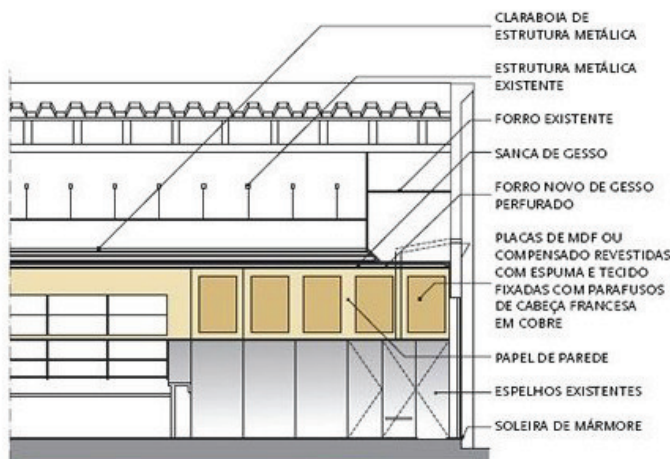 CLARABOIA DE
ESTRUTURA METÁLICA
ESTRUTURA METÁLICA
EXISTENTE
FORRO EXISTENTE
SANCA DE GESSO
FORRO NOVO DE GESSO
PERFURADO
PLACAS DE MDF OU
COMPENSADO REVESTIDAS
COM ESPUMA E TECIDO
FIXADAS COM PARAFUSOS
DE CABEÇA FRANCESA
EM COBRE
PAPEL DE PAREDE
ESPELHOS EXISTENTES
SOLEIRA DE MÁRMORE